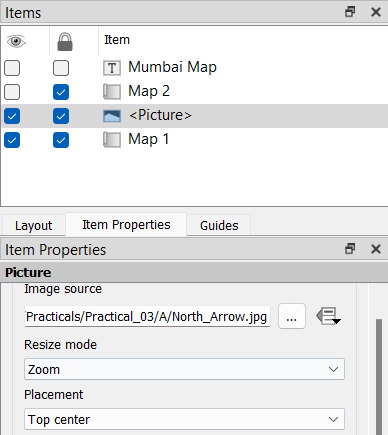 Items
Item
Mumbai Map
Map 2
<Picture>
Map 1
Layout Item Properties Guides
Item Properties
Picture
Image source
Practicals/Practical_03/A/North_Arrow.jpg ...
Resize mode
Zoom
Placement
Top center